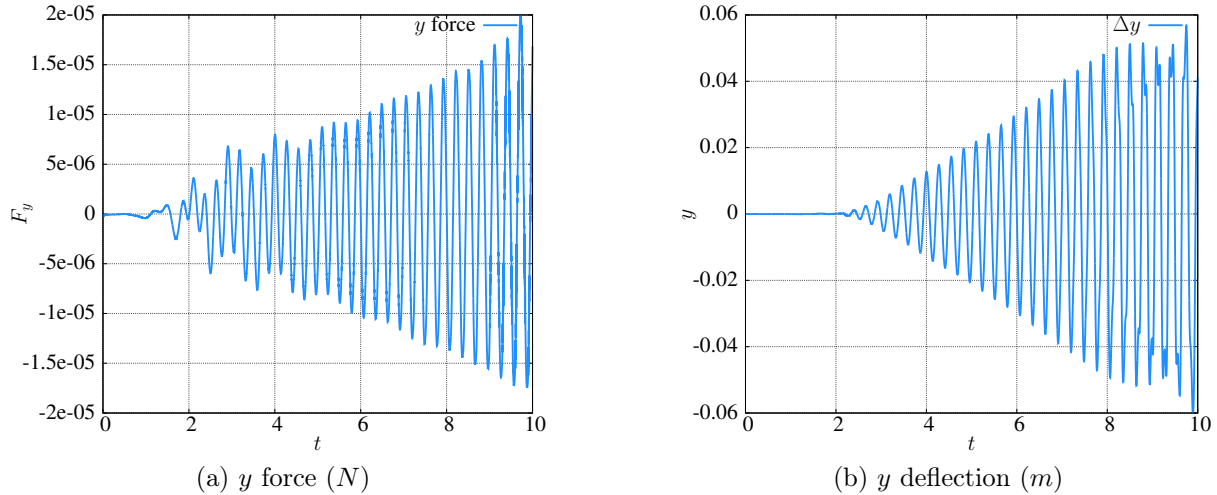 y force
2e-05
1.5e-05
1e-05
5e-06
0
-5e-06
-1e-05
-1.5e-05
-2e-05
F_y
0 2 4 6 8 10
t
(a) y force (N)
Δy
0.06
0.04
0.02
0
-0.02
-0.04
-0.06
y
0 2 4 6 8 10
t
(b) y deflection (m)